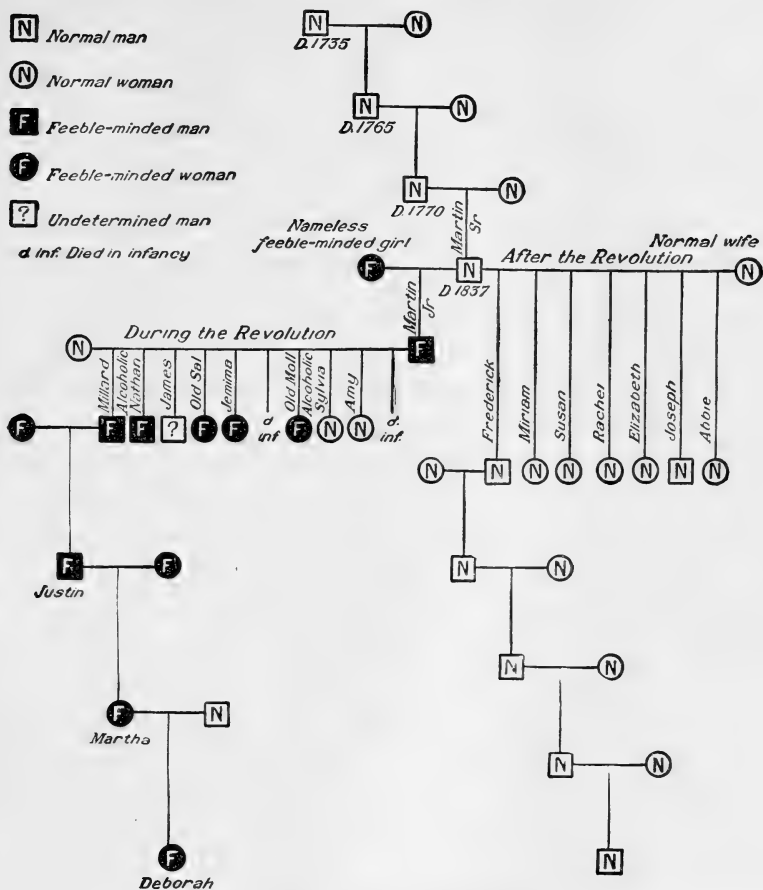 N Normal man
N Normal woman
F Feeble-minded man
F Feeble-minded woman
? Undetermined man
d. Inf. Died in infancy
N N
D.1735
N N
D.1765
N N
D.1770
Martin Sr
Nameless
feeble-minded girl
Normal wife
After the Revolution
F N N
D 1837
Martin Jr
During the Revolution
N F
Millard
Alcoholic
Nathan
James
Old Sal
Jemima
d. inf
Old Moll
Alcoholic
Sylvia
Amy
d. inf.
F F F ? F F F N N
Frederick
Miriam
Susan
Rachel
Elizabeth
Joseph
Abbie
N N N N N N N N
F F
Justin
N N
N N
F N
Martha
N N
F
Deborah
N